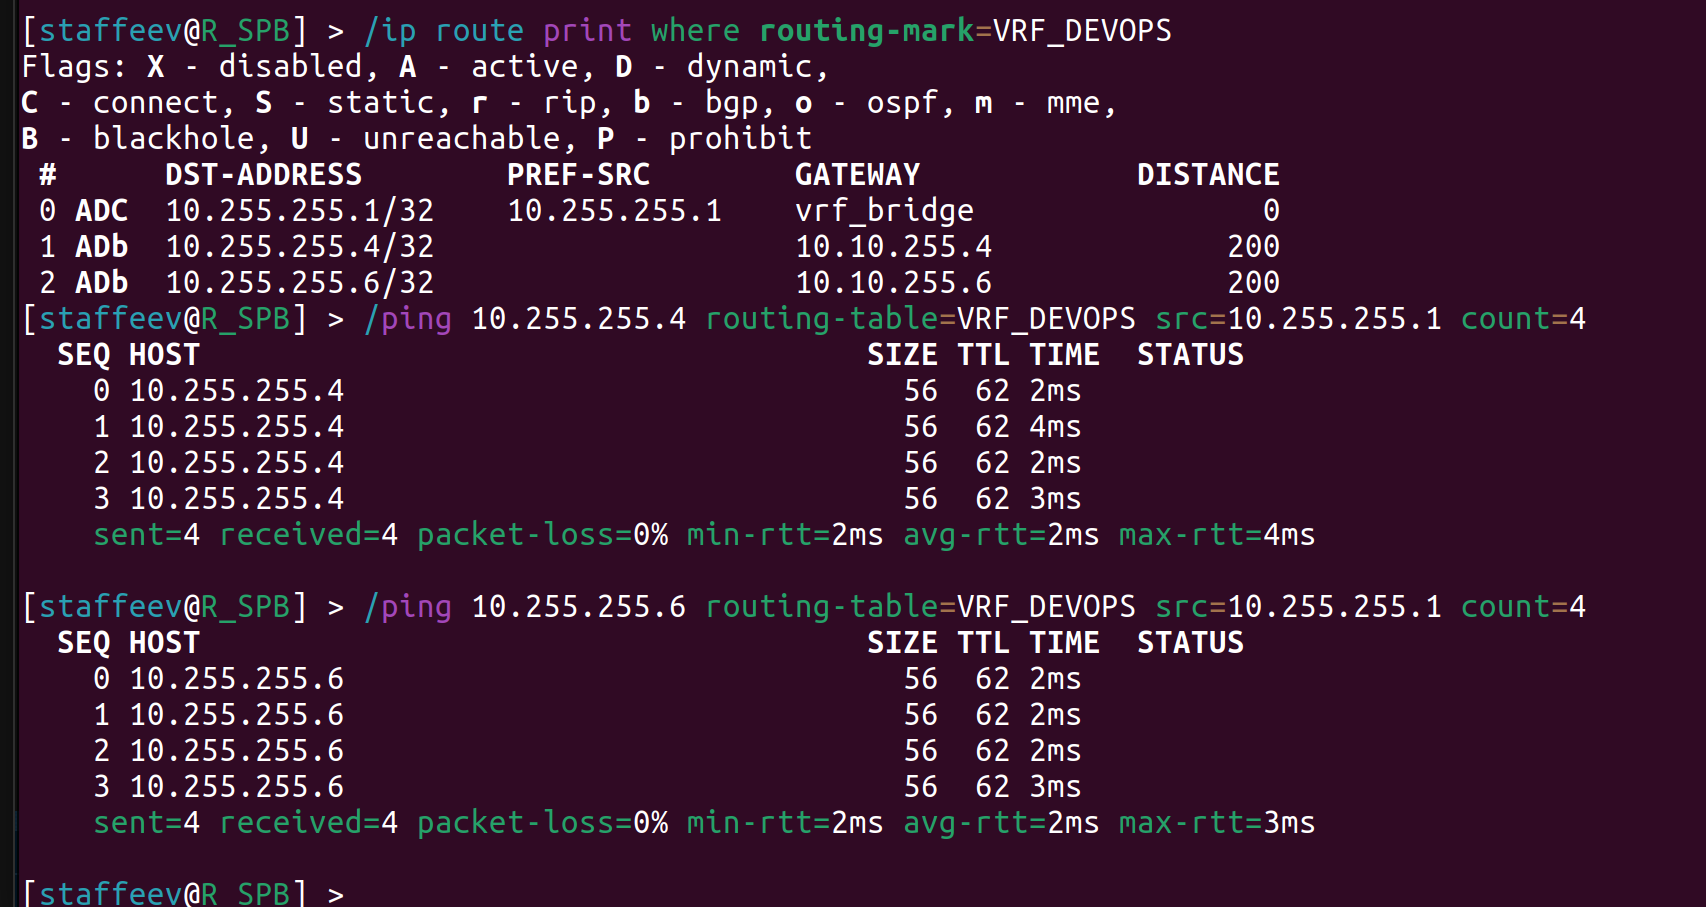 [staffeev@R_SPB] > /ip route print where routing-mark=VRF_DEVOPS
Flags: X - disabled, A - active, D - dynamic,
C - connect, S - static, r - rip, b - bgp, o - ospf, m - mme,
B - blackhole, U - unreachable, P - prohibit
 #      DST-ADDRESS        PREF-SRC        GATEWAY            DISTANCE
 0 ADC  10.255.255.1/32    10.255.255.1    vrf_bridge                0
 1 ADb  10.255.255.4/32                    10.10.255.4             200
 2 ADb  10.255.255.6/32                    10.10.255.6             200
[staffeev@R_SPB] > /ping 10.255.255.4 routing-table=VRF_DEVOPS src=10.255.255.1 count=4
  SEQ HOST                                     SIZE TTL TIME  STATUS
    0 10.255.255.4                               56  62 2ms
    1 10.255.255.4                               56  62 4ms
    2 10.255.255.4                               56  62 2ms
    3 10.255.255.4                               56  62 3ms
    sent=4 received=4 packet-loss=0% min-rtt=2ms avg-rtt=2ms max-rtt=4ms
[staffeev@R_SPB] > /ping 10.255.255.6 routing-table=VRF_DEVOPS src=10.255.255.1 count=4
  SEQ HOST                                     SIZE TTL TIME  STATUS
    0 10.255.255.6                               56  62 2ms
    1 10.255.255.6                               56  62 2ms
    2 10.255.255.6                               56  62 2ms
    3 10.255.255.6                               56  62 3ms
    sent=4 received=4 packet-loss=0% min-rtt=2ms avg-rtt=2ms max-rtt=3ms
[staffeev@R_SPB] >